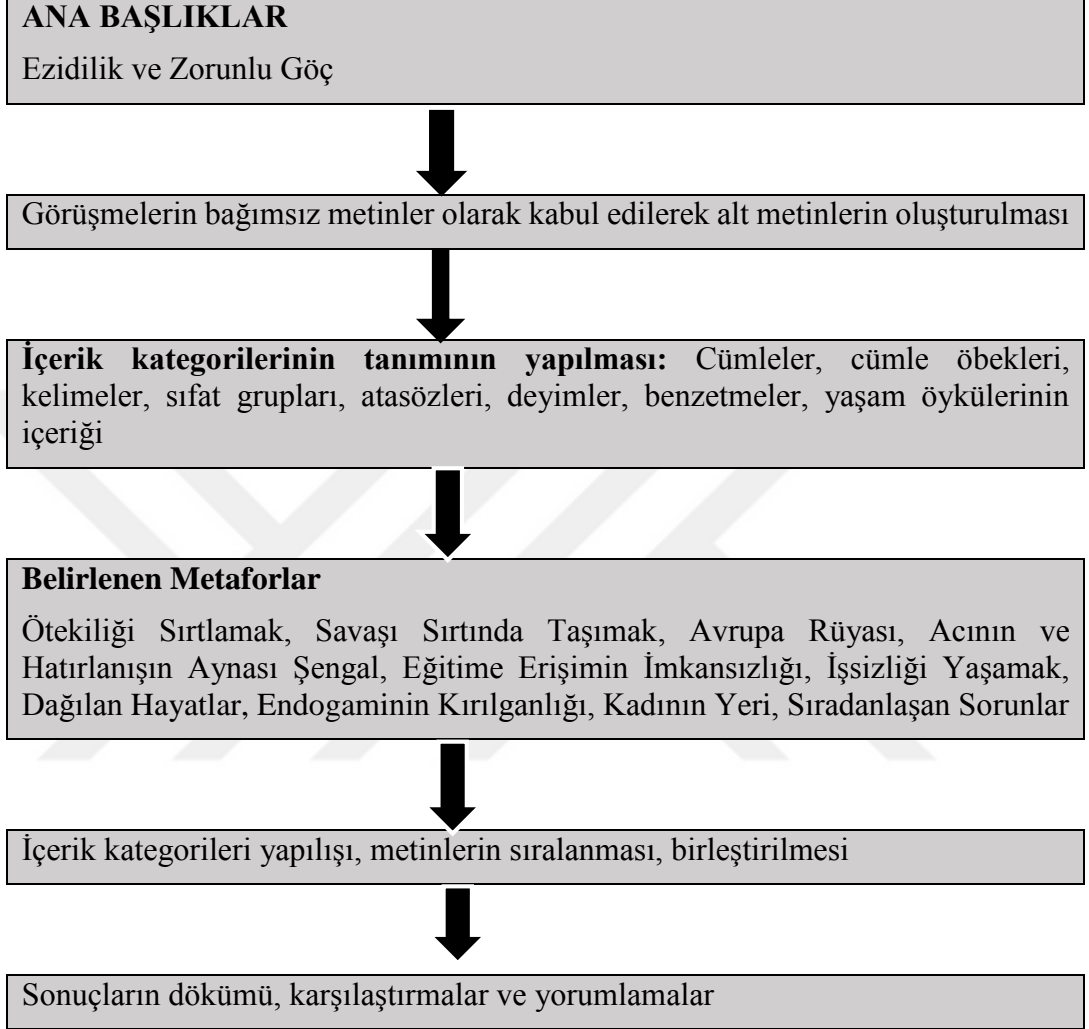 ANA BAŞLIKLAR
Ezidilik ve Zorunlu Göç
Görüşmelerin bağımsız metinler olarak kabul edilerek alt metinlerin oluşturulması
İçerik kategorilerinin tanımının yapılması: Cümleler, cümle öbekleri,
kelimeler, sıfat grupları, atasözleri, deyimler, benzetmeler, yaşam öykülerinin
içeriği
Belirlenen Metaforlar
Ötekiliği Sırtlamak, Savaşı Sırtında Taşımak, Avrupa Rüyası, Acının ve
Hatırlanışın Aynası Şengal, Eğitime Erişimin İmkansızlığı, İşsizliği Yaşamak,
Dağılan Hayatlar, Endogaminin Kırılganlığı, Kadının Yeri, Sıradanlaşan Sorunlar
İçerik kategorileri yapılışı, metinlerin sıralanması, birleştirilmesi
Sonuçların dökümü, karşılaştırmalar ve yorumlamalar